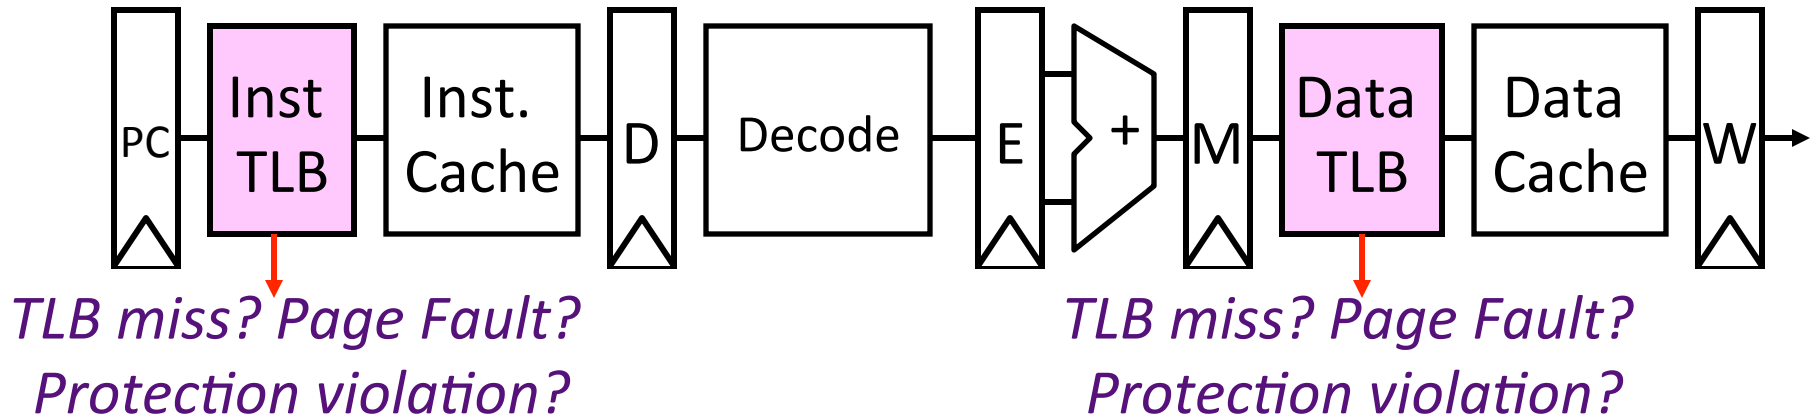 PC
Inst
TLB
Inst.
Cache
D
Decode
E
+
M
Data
TLB
Data
Cache
W
TLB miss? Page Fault?
Protection violation?
TLB miss? Page Fault?
Protection violation?